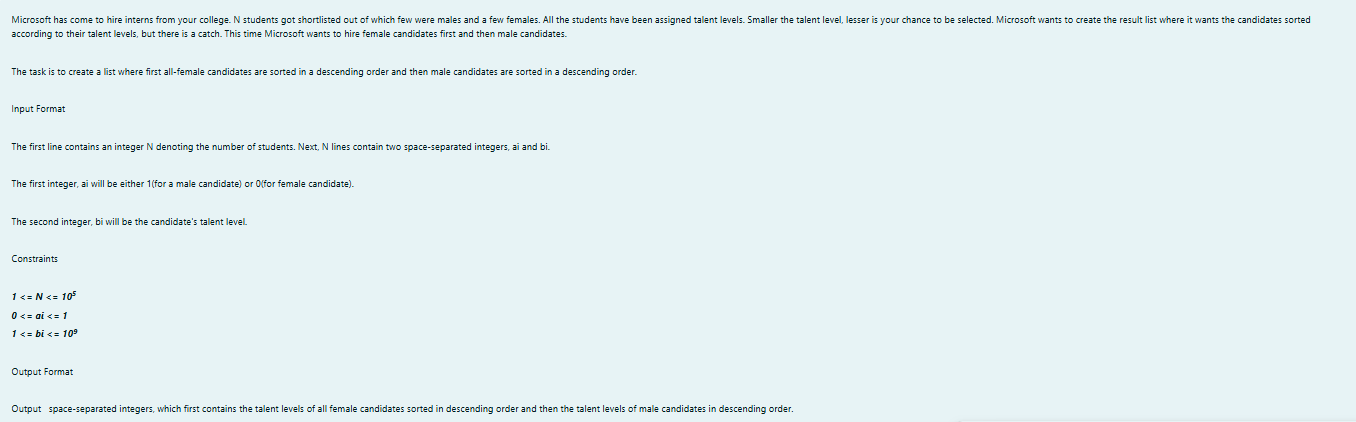 Microsoft has come to hire interns from your college. N students got shortlisted out of which few were males and a few females. All the students have been assigned talent levels. Smaller the talent level, lesser is your chance to be selected. Microsoft wants to create the result list where it wants the candidates sorted
according to their talent levels, but there is a catch. This time Microsoft wants to hire female candidates first and then male candidates.
The task is to create a list where first all-female candidates are sorted in a descending order and then male candidates are sorted in a descending order.
Input Format
The first line contains an integer N denoting the number of students. Next, N lines contain two space-separated integers, ai and bi.
The first integer, ai will be either 1(for a male candidate) or 0(for female candidate).
The second integer, bi will be the candidate's talent level.
Constraints
1 <= N <= 10⁵
0 <= ai <= 1
1 <= bi <= 10⁹
Output Format
Output space-separated integers, which first contains the talent levels of all female candidates sorted in descending order and then the talent levels of male candidates in descending order.